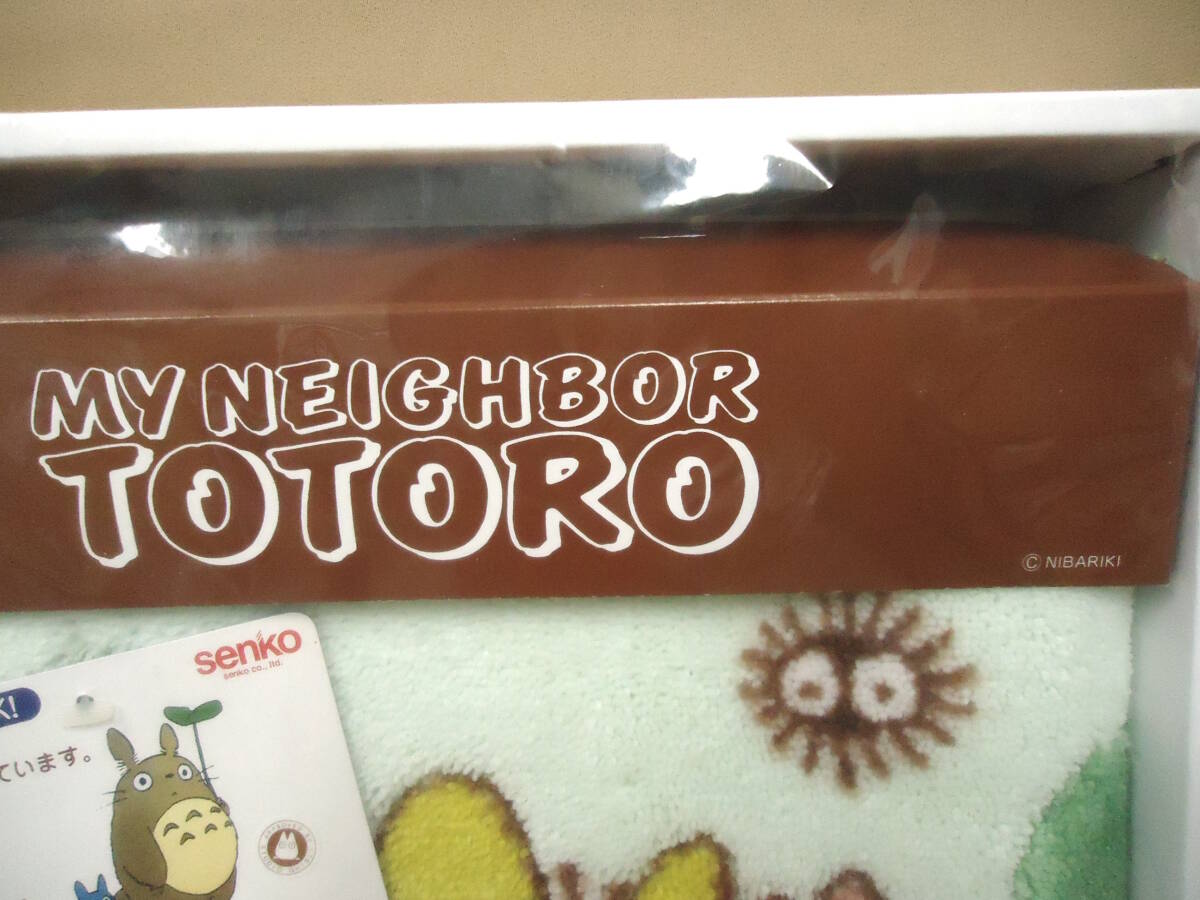 MY NEIGHBOR
TOTORO
© NIBARIKI
senko
senko co., ltd.
K!
ています。